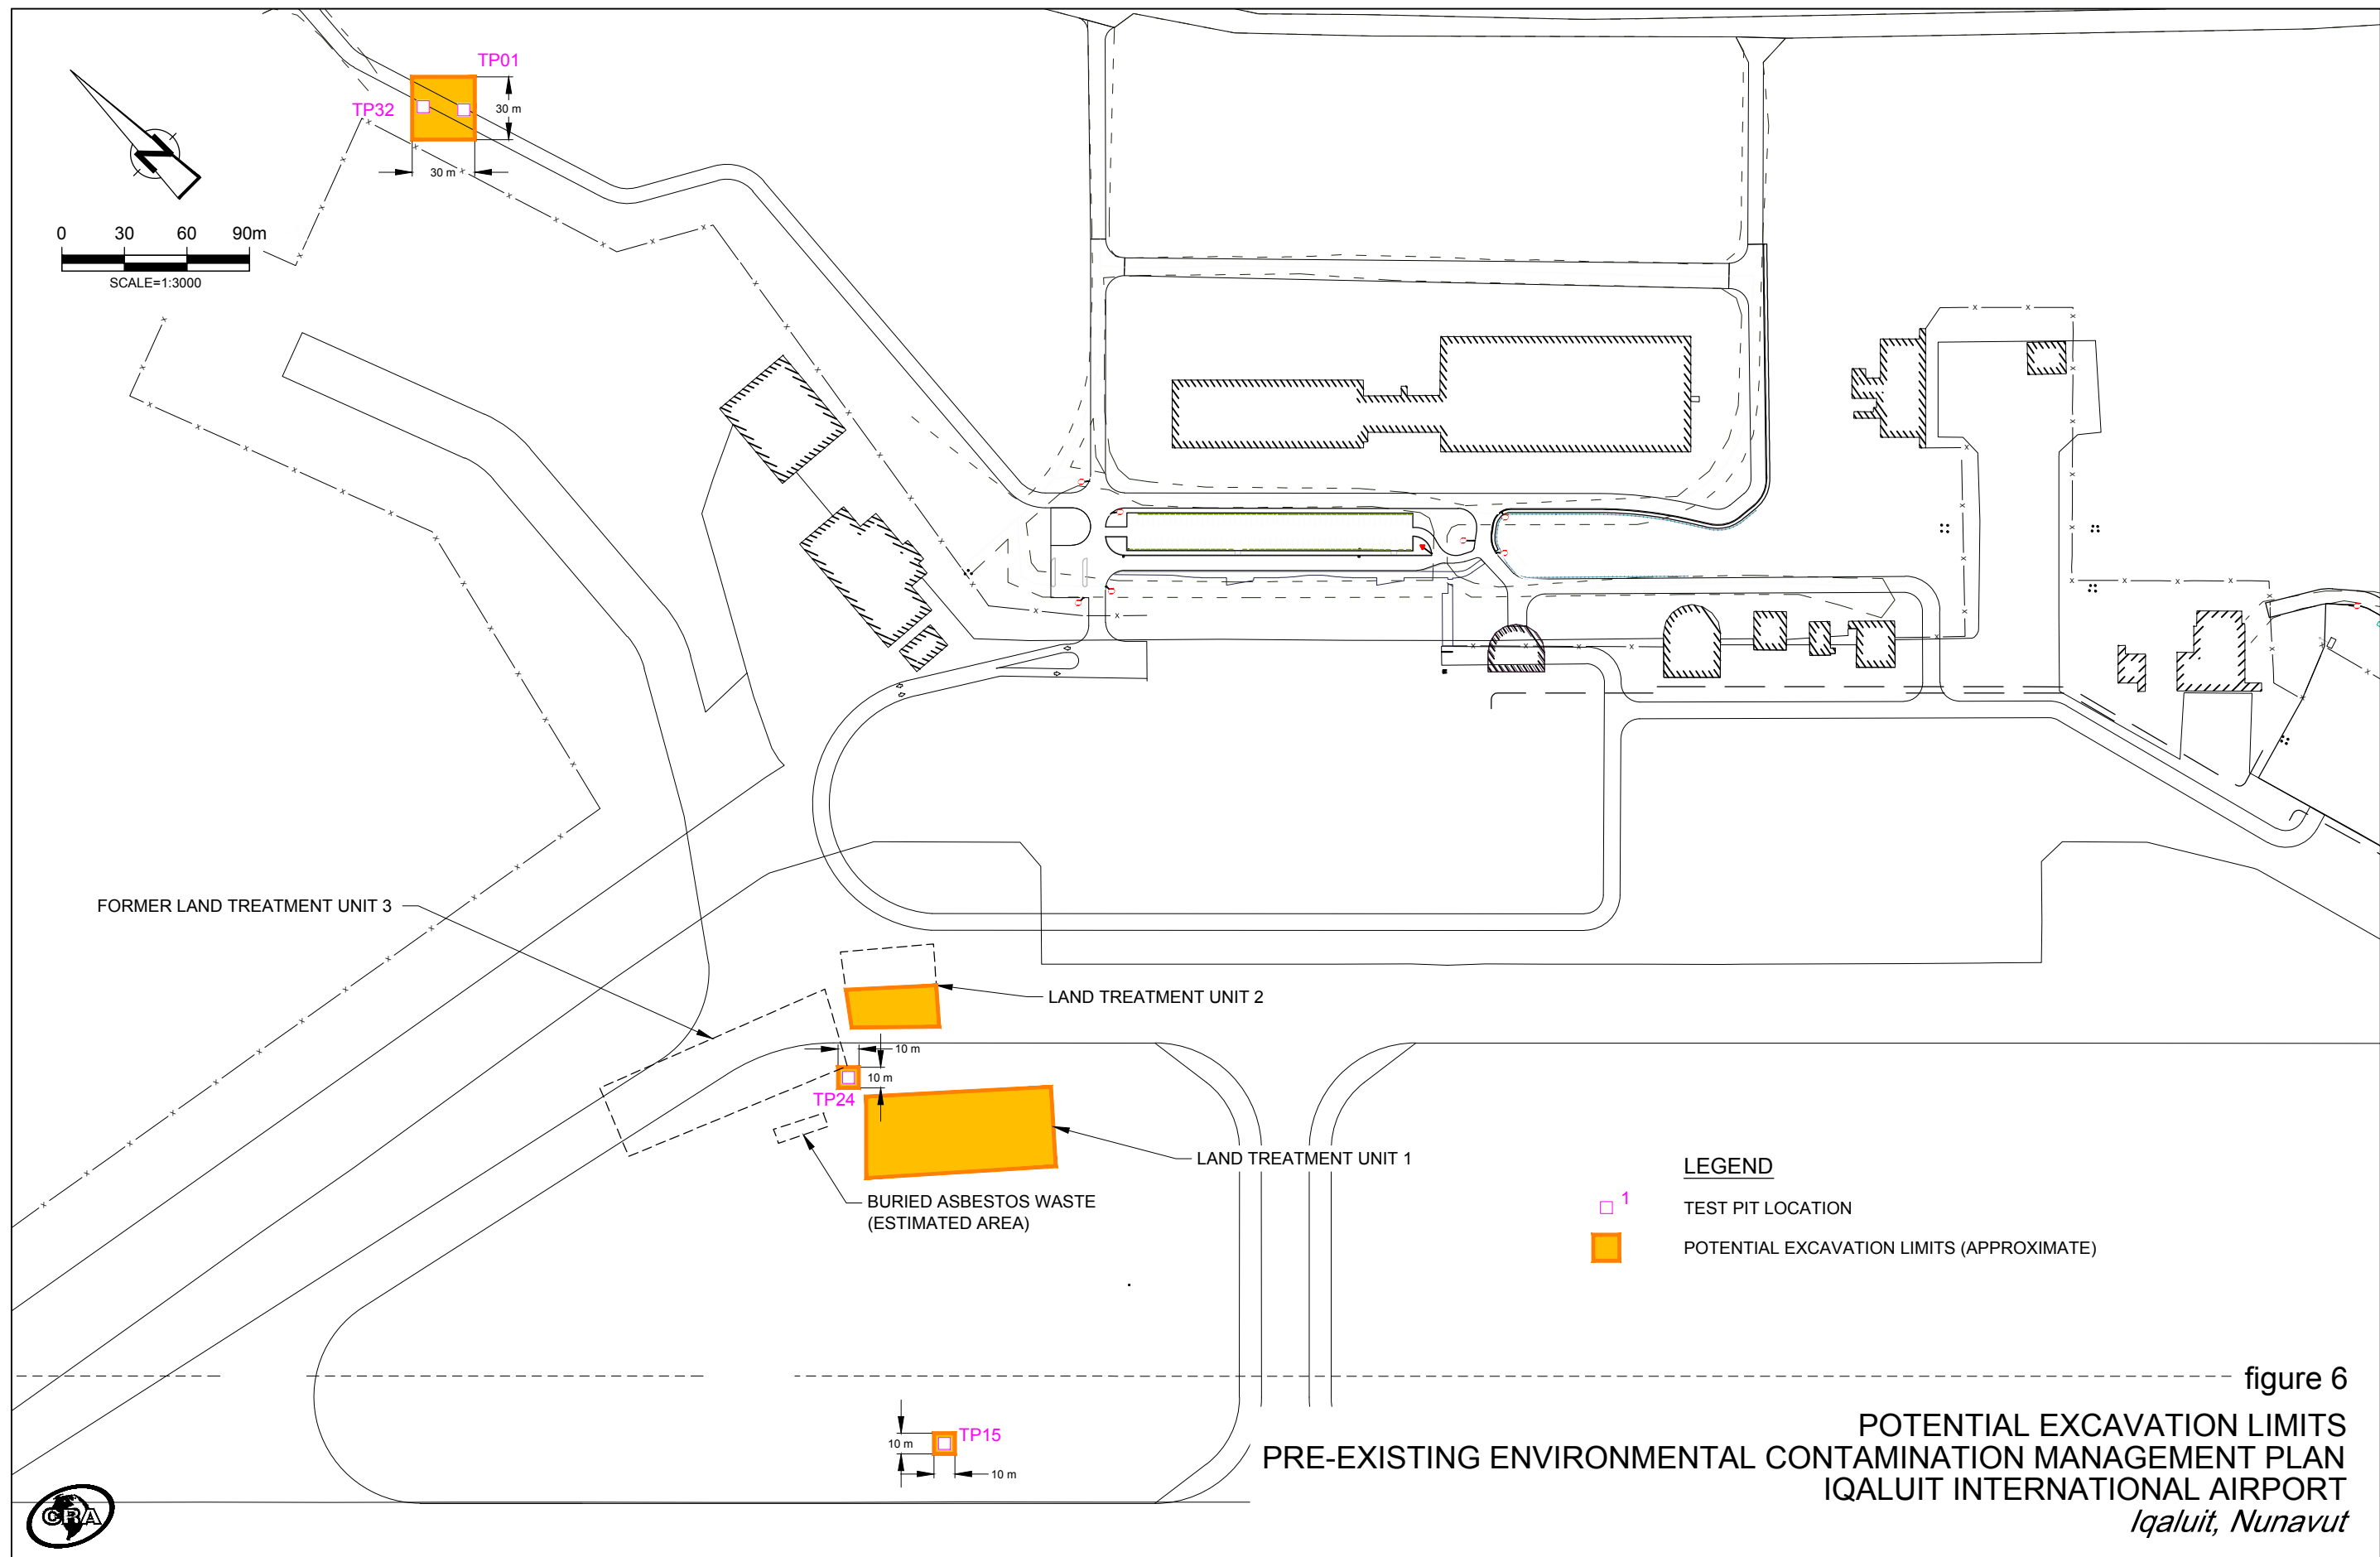 TP01
TP32
30 m
30 m
N
0 30 60 90m
SCALE=1:3000
FORMER LAND TREATMENT UNIT 3
LAND TREATMENT UNIT 2
10 m
10 m
TP24
LAND TREATMENT UNIT 1
BURIED ASBESTOS WASTE
(ESTIMATED AREA)
LEGEND
1
TEST PIT LOCATION
POTENTIAL EXCAVATION LIMITS (APPROXIMATE)
TP15
10 m
10 m
figure 6
POTENTIAL EXCAVATION LIMITS
PRE-EXISTING ENVIRONMENTAL CONTAMINATION MANAGEMENT PLAN
IQALUIT INTERNATIONAL AIRPORT
Iqaluit, Nunavut
CRA